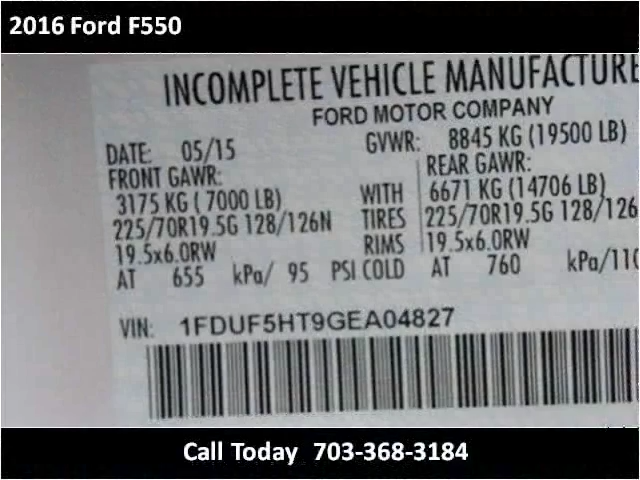 2016 Ford F550
INCOMPLETE VEHICLE MANUFACTURE
FORD MOTOR COMPANY
DATE: 05/15 GVWR: 8845 KG (19500 LB)
FRONT GAWR: REAR GAWR:
3175 KG ( 7000 LB) WITH 6671 KG (14706 LB)
225/70R19.5G 128/126N TIRES 225/70R19.5G 128/126
19.5x6.0RW RIMS 19.5x6.0RW
AT 655 kPa/ 95 PSI COLD AT 760 kPa/110
VIN: 1FDUF5HT9GEA04827
Call Today 703-368-3184